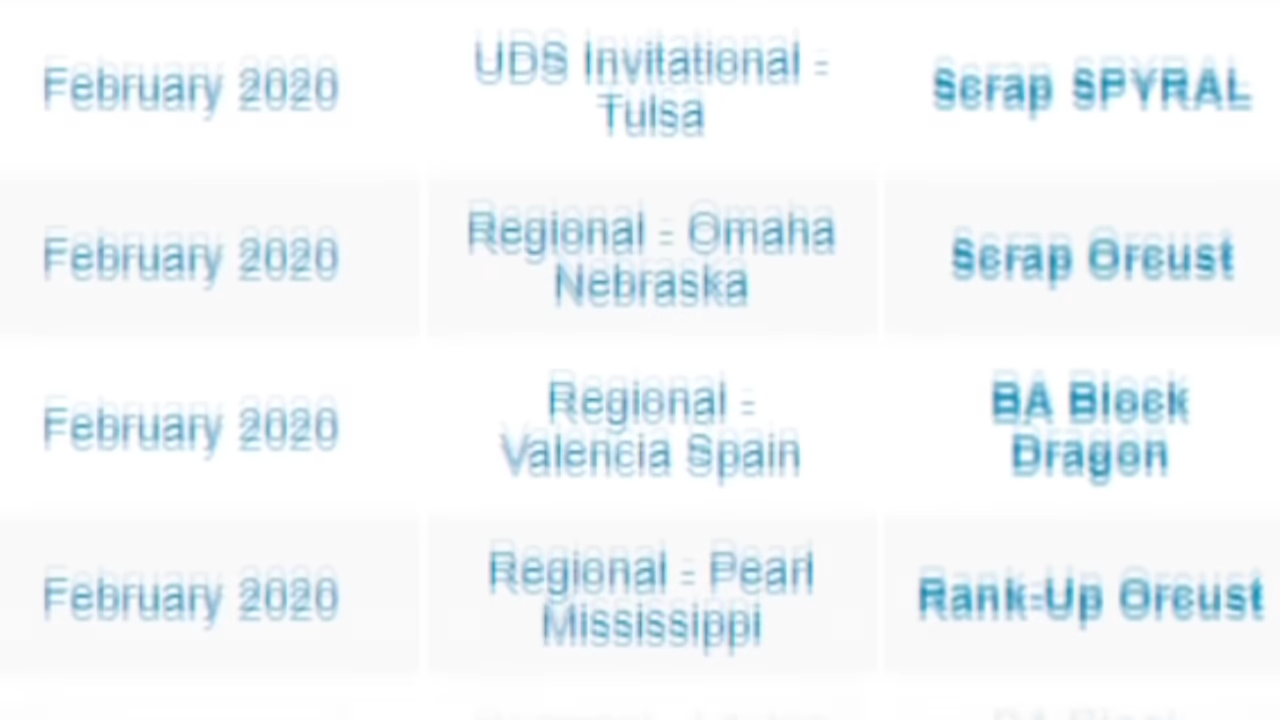 February 2020
UDS Invitational -
Tulsa
Scrap SPYRAL
February 2020
Regional - Omaha
Nebraska
Scrap Orcust
February 2020
Regional -
Valencia Spain
BA Block
Dragon
February 2020
Regional - Pearl
Mississippi
Rank-Up Orcust